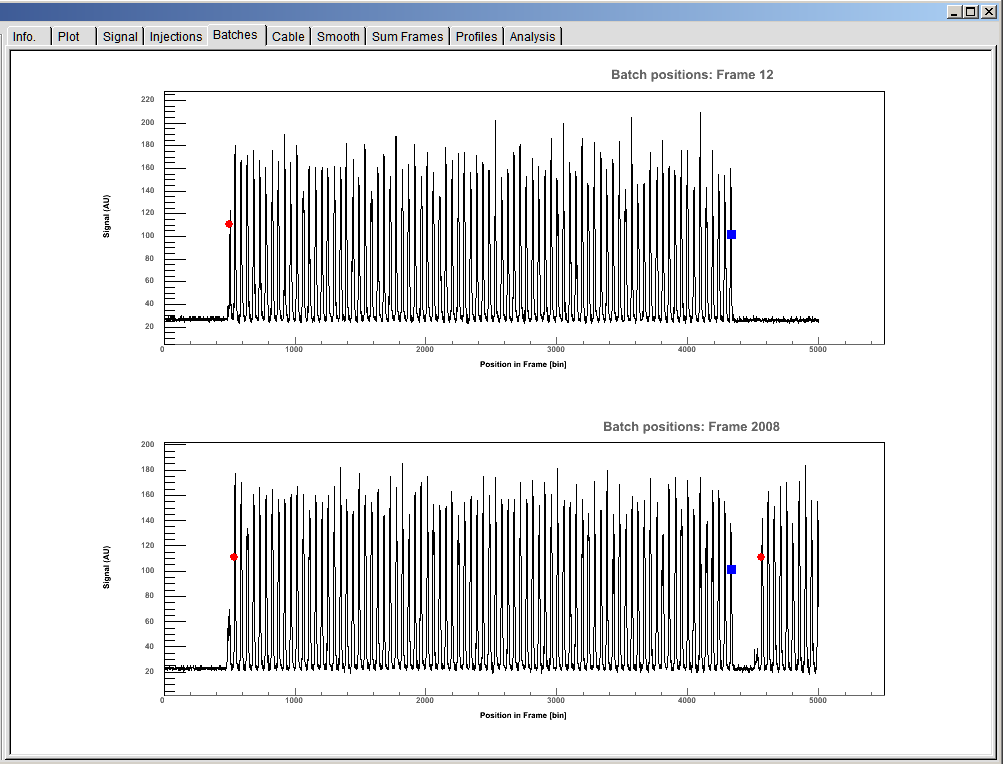 Info. Plot Signal Injections Batches Cable Smooth Sum Frames Profiles Analysis
Batch positions: Frame 12
220
200
180
160
140
120
100
80
60
40
20
Signal (AU)
0 1000 2000 3000 4000 5000
Position in Frame [bin]
Batch positions: Frame 2008
200
180
160
140
120
100
80
60
40
20
Signal (AU)
0 1000 2000 3000 4000 5000
Position in Frame [bin]